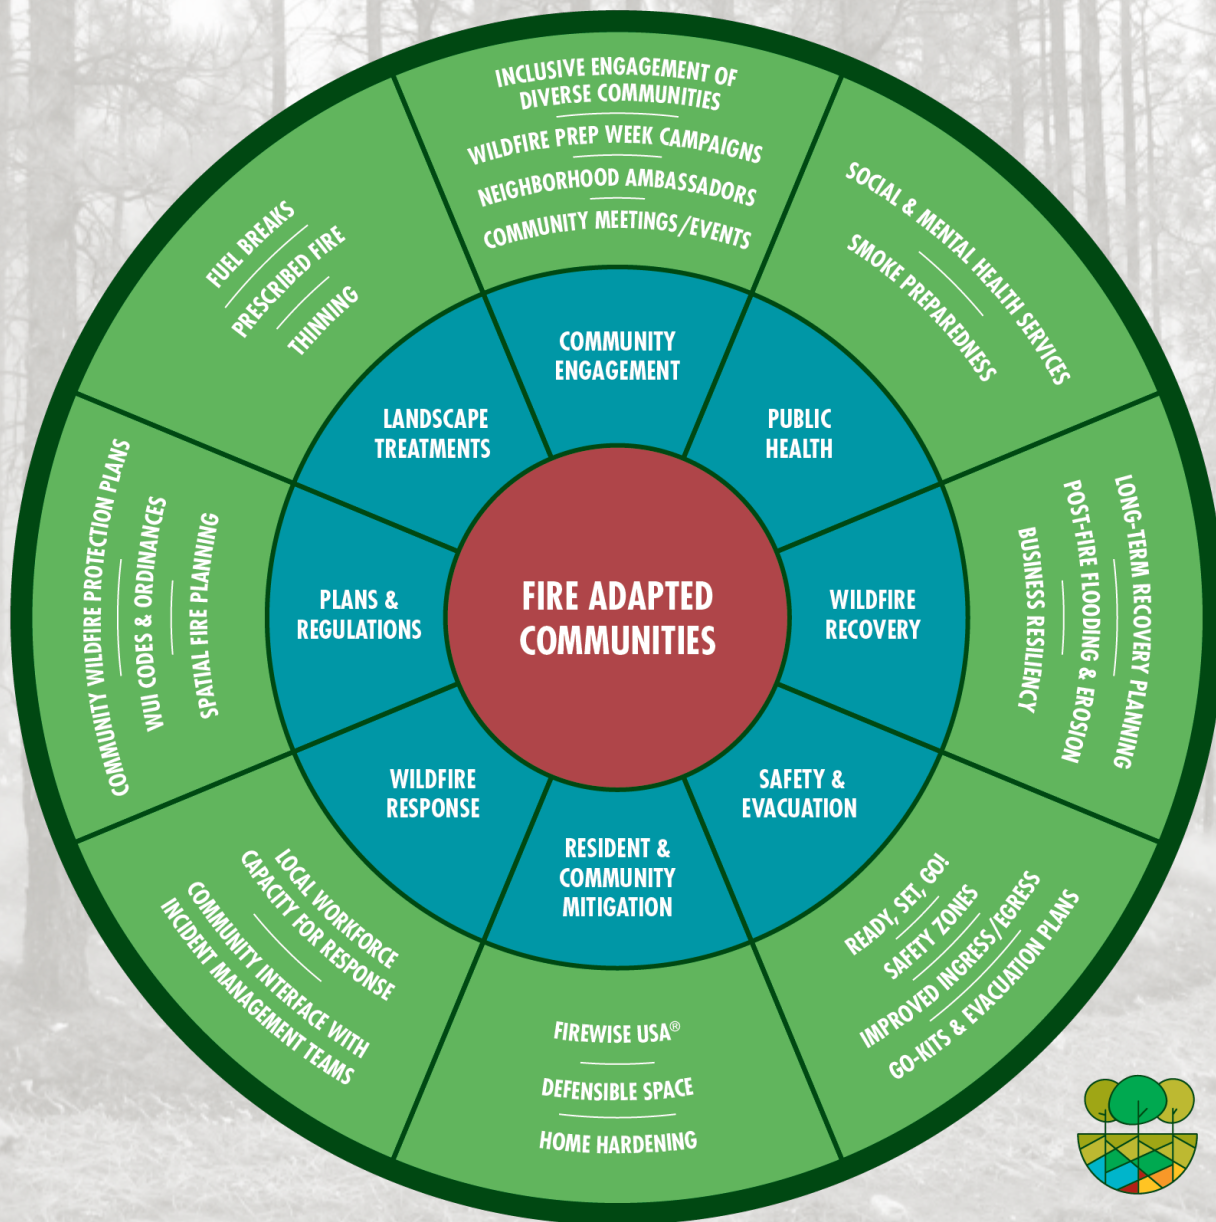 FIRE ADAPTED
COMMUNITIES
COMMUNITY
ENGAGEMENT
INCLUSIVE ENGAGEMENT OF
DIVERSE COMMUNITIES
WILDFIRE PREP WEEK CAMPAIGNS
NEIGHBORHOOD AMBASSADORS
COMMUNITY MEETINGS/EVENTS
PUBLIC
HEALTH
SOCIAL & MENTAL HEALTH SERVICES
SMOKE PREPAREDNESS
WILDFIRE
RECOVERY
LONG-TERM RECOVERY PLANNING
POST-FIRE FLOODING & EROSION
BUSINESS RESILIENCY
SAFETY &
EVACUATION
READY, SET, GO!
SAFETY ZONES
IMPROVED INGRESS/EGRESS
GO-KITS & EVACUATION PLANS
RESIDENT &
COMMUNITY
MITIGATION
FIREWISE USA®
DEFENSIBLE SPACE
HOME HARDENING
WILDFIRE
RESPONSE
LOCAL WORKFORCE
CAPACITY FOR RESPONSE
COMMUNITY INTERFACE WITH
INCIDENT MANAGEMENT TEAMS
PLANS &
REGULATIONS
COMMUNITY WILDFIRE PROTECTION PLANS
WUI CODES & ORDINANCES
SPATIAL FIRE PLANNING
LANDSCAPE
TREATMENTS
FUEL BREAKS
PRESCRIBED FIRE
THINNING